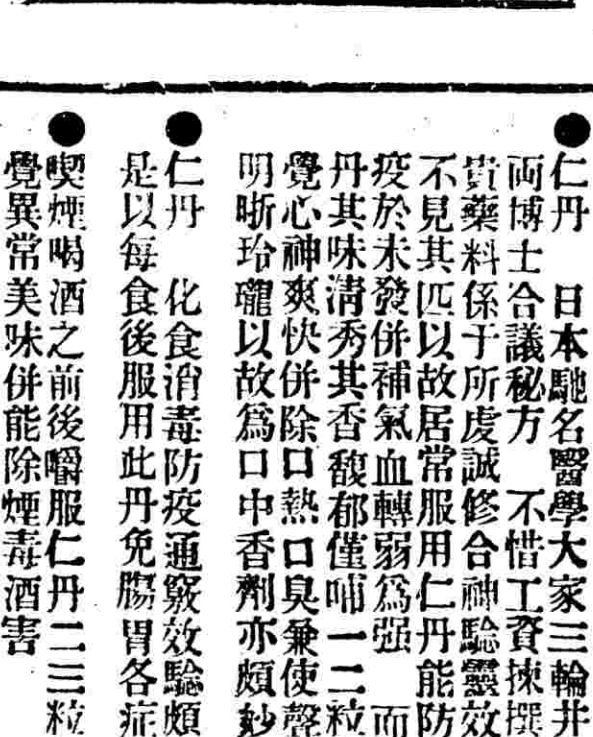 ●仁丹　日本馳名醫學大家三輪井
両博士合議秘方　不惜工資揀撰
貴藥料係于所處誠修合神驗靈效
不見其匹以故居常服用仁丹能防
疫於未發併補氣血轉弱爲强　而
丹其味淸秀其香馥郁僅哺一二粒
覺心神爽快併除口熱口臭兼使聲
明晰玲瓏以故爲口中香劑亦頗妙
●仁丹　化食消毒防疫通竅效驗頗
是以每食後服用此丹免腸胃各症
●喫煙喝酒之前後嚼服仁丹二三粒
覺異常美味併能除煙毒酒害